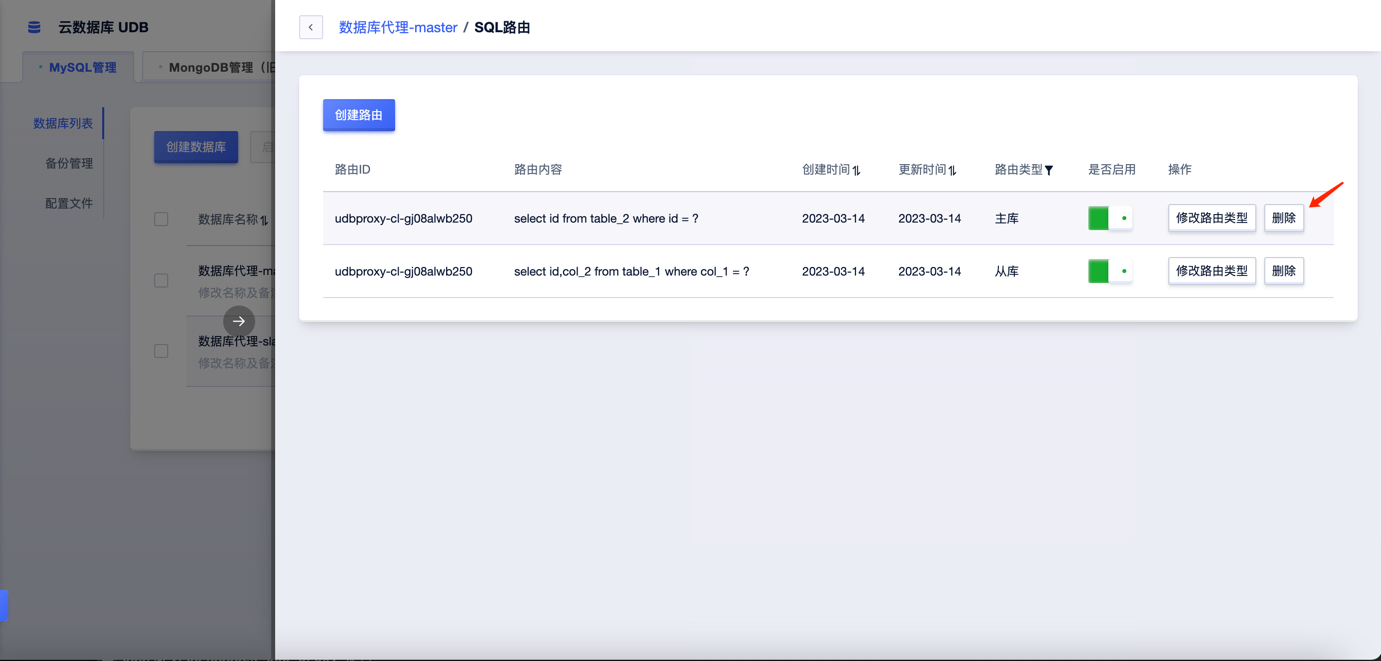 云数据库 UDB
数据库代理-master / SQL路由
MySQL管理
MongoDB管理（旧
数据库列表
备份管理
配置文件
创建数据库
启
数据库名称
数据库代理-ma
修改名称及备
数据库代理-sla
修改名称及备
创建路由
路由ID 路由内容 创建时间 更新时间 路由类型 是否启用 操作
udbproxy-cl-gj08alwb250 select id from table_2 where id = ? 2023-03-14 2023-03-14 主库 修改路由类型 删除
udbproxy-cl-gj08alwb250 select id,col_2 from table_1 where col_1 = ? 2023-03-14 2023-03-14 从库 修改路由类型 删除